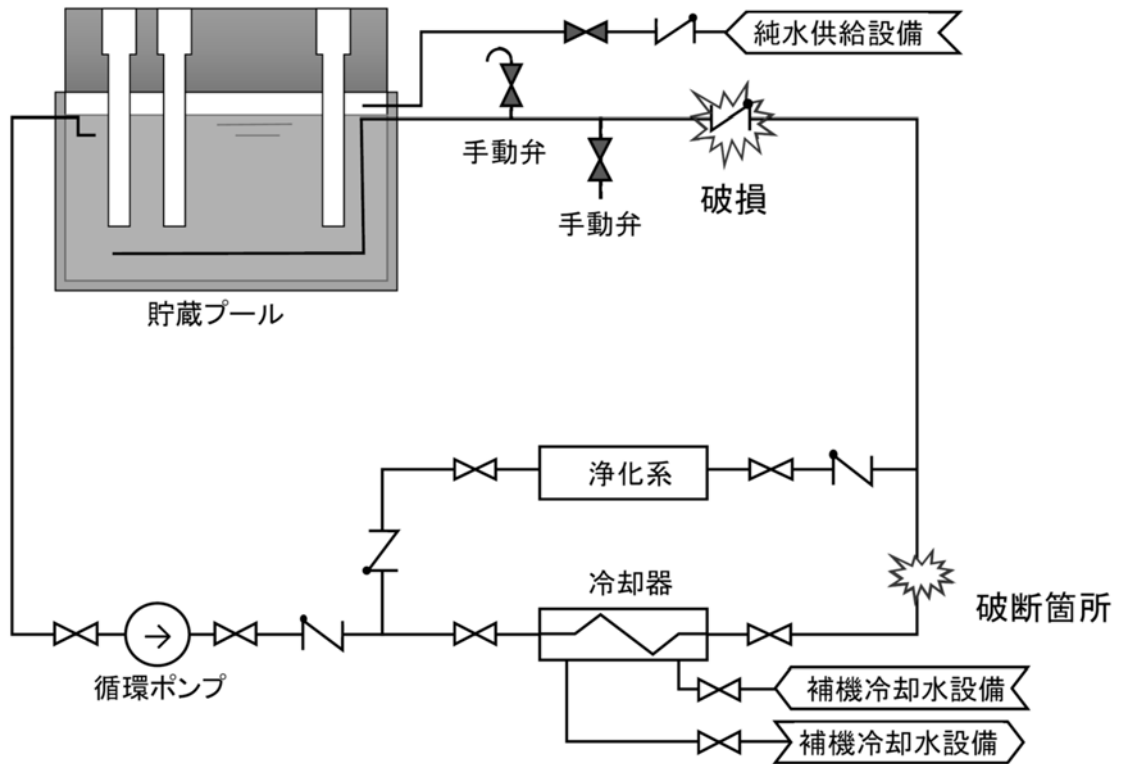 純水供給設備
手動弁
破損
手動弁
貯蔵プール
浄化系
冷却器
破断箇所
循環ポンプ
補機冷却水設備
補機冷却水設備